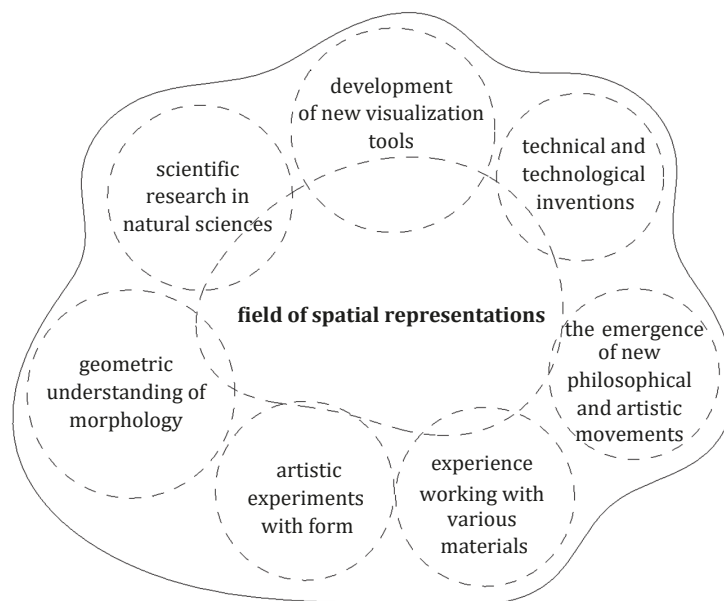 development
of new visualization
tools
technical and
technological
inventions
scientific
research in
natural sciences
field of spatial representations
the emergence
of new
philosophical
and artistic
movements
geometric
understanding of
morphology
artistic
experiments
with form
experience
working with
various
materials